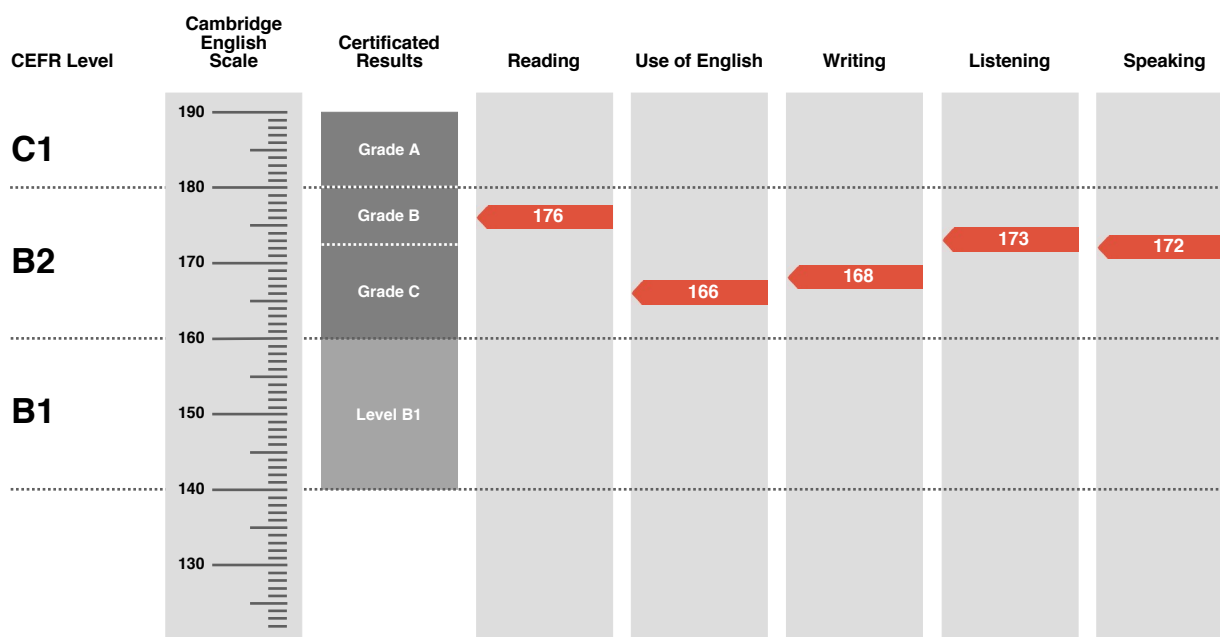 CEFR Level
Cambridge
English
Scale
Certificated
Results
Reading
Use of English
Writing
Listening
Speaking
190
C1
Grade A
180
Grade B
176
173
172
B2
170
168
166
Grade C
160
B1
150
Level B1
140
130